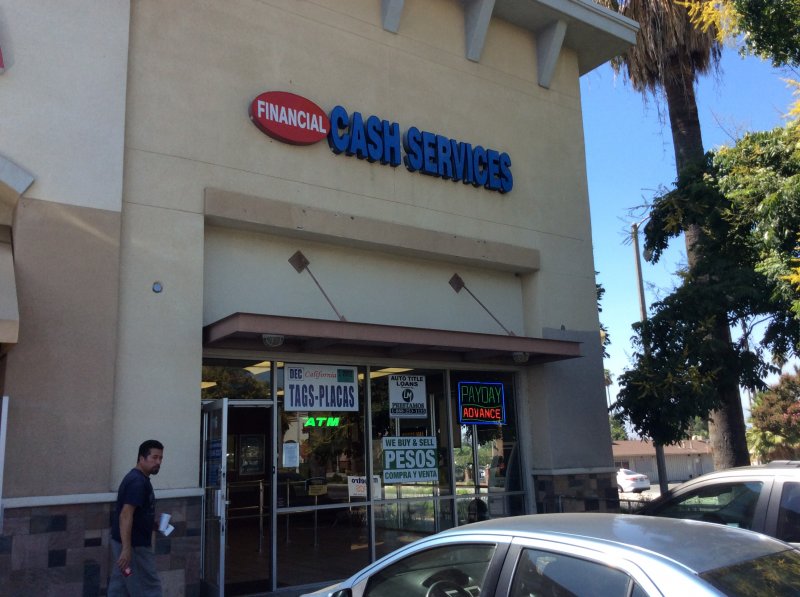 FINANCIAL
CASH SERVICES
DEC California
TAGS-PLACAS
ATM
AUTO TITLE
LOANS
PRESTAMOS
WE BUY & SELL
PESOS
COMPRA Y VENTA
PAYDAY
ADVANCE